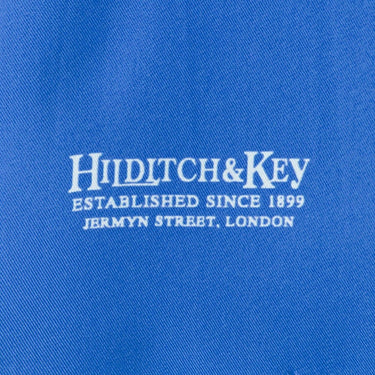 HILDITCH & KEY
ESTABLISHED SINCE 1899
JERMYN STREET, LONDON